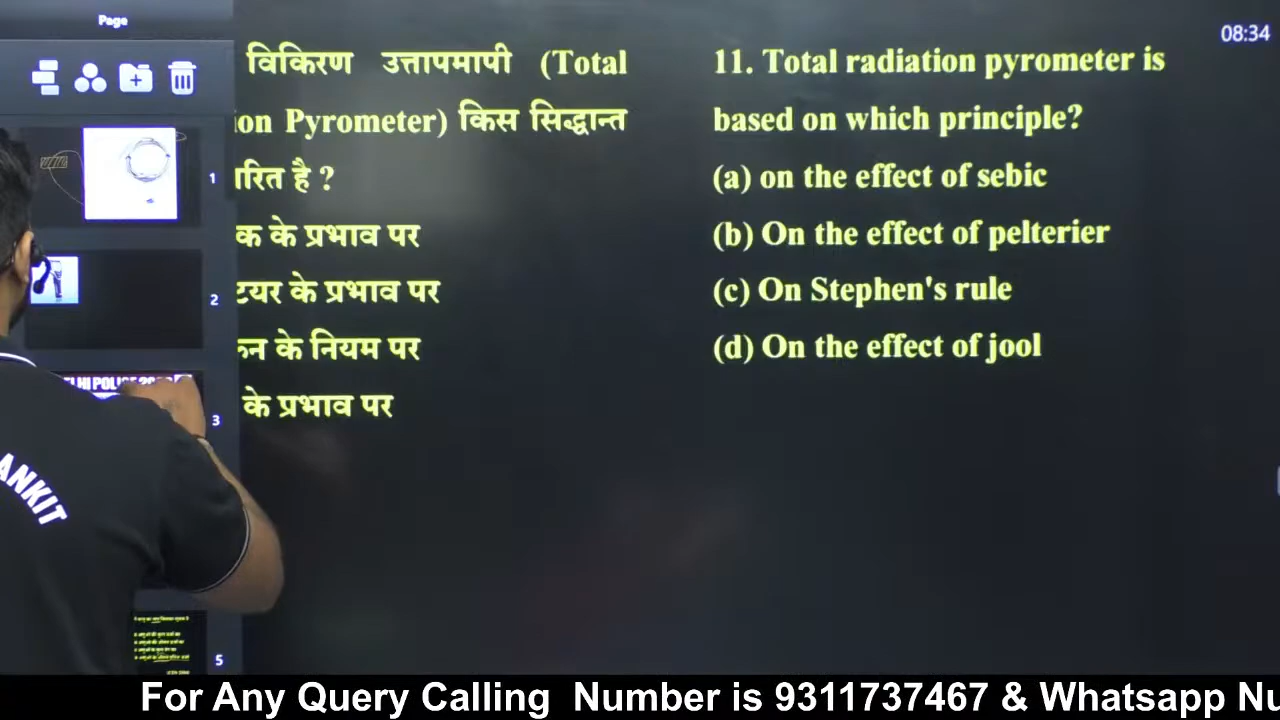 Page
08:34
विकिरण उत्तापमापी (Total
ion Pyrometer) किस सिद्धान्त
ारित है ?
क के प्रभाव पर
टियर के प्रभाव पर
फन के नियम पर
के प्रभाव पर
11. Total radiation pyrometer is
based on which principle?
(a) on the effect of sebic
(b) On the effect of pelterier
(c) On Stephen's rule
(d) On the effect of jool
1
2
3
5
ANKIT
For Any Query Calling Number is 9311737467 & Whatsapp Nu